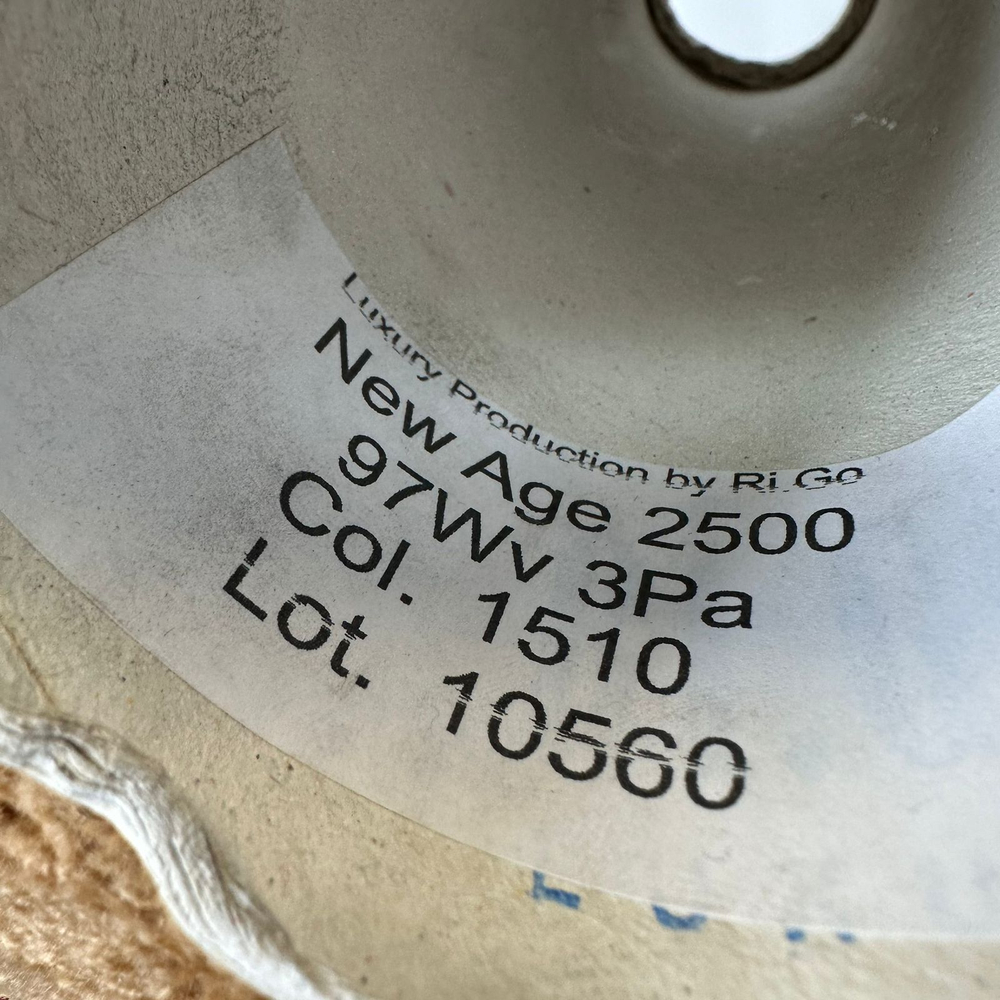 Luxury Production by Ri.Go
New Age 2500
97Wv 3Pa
Col. 1510
Lot. 10560